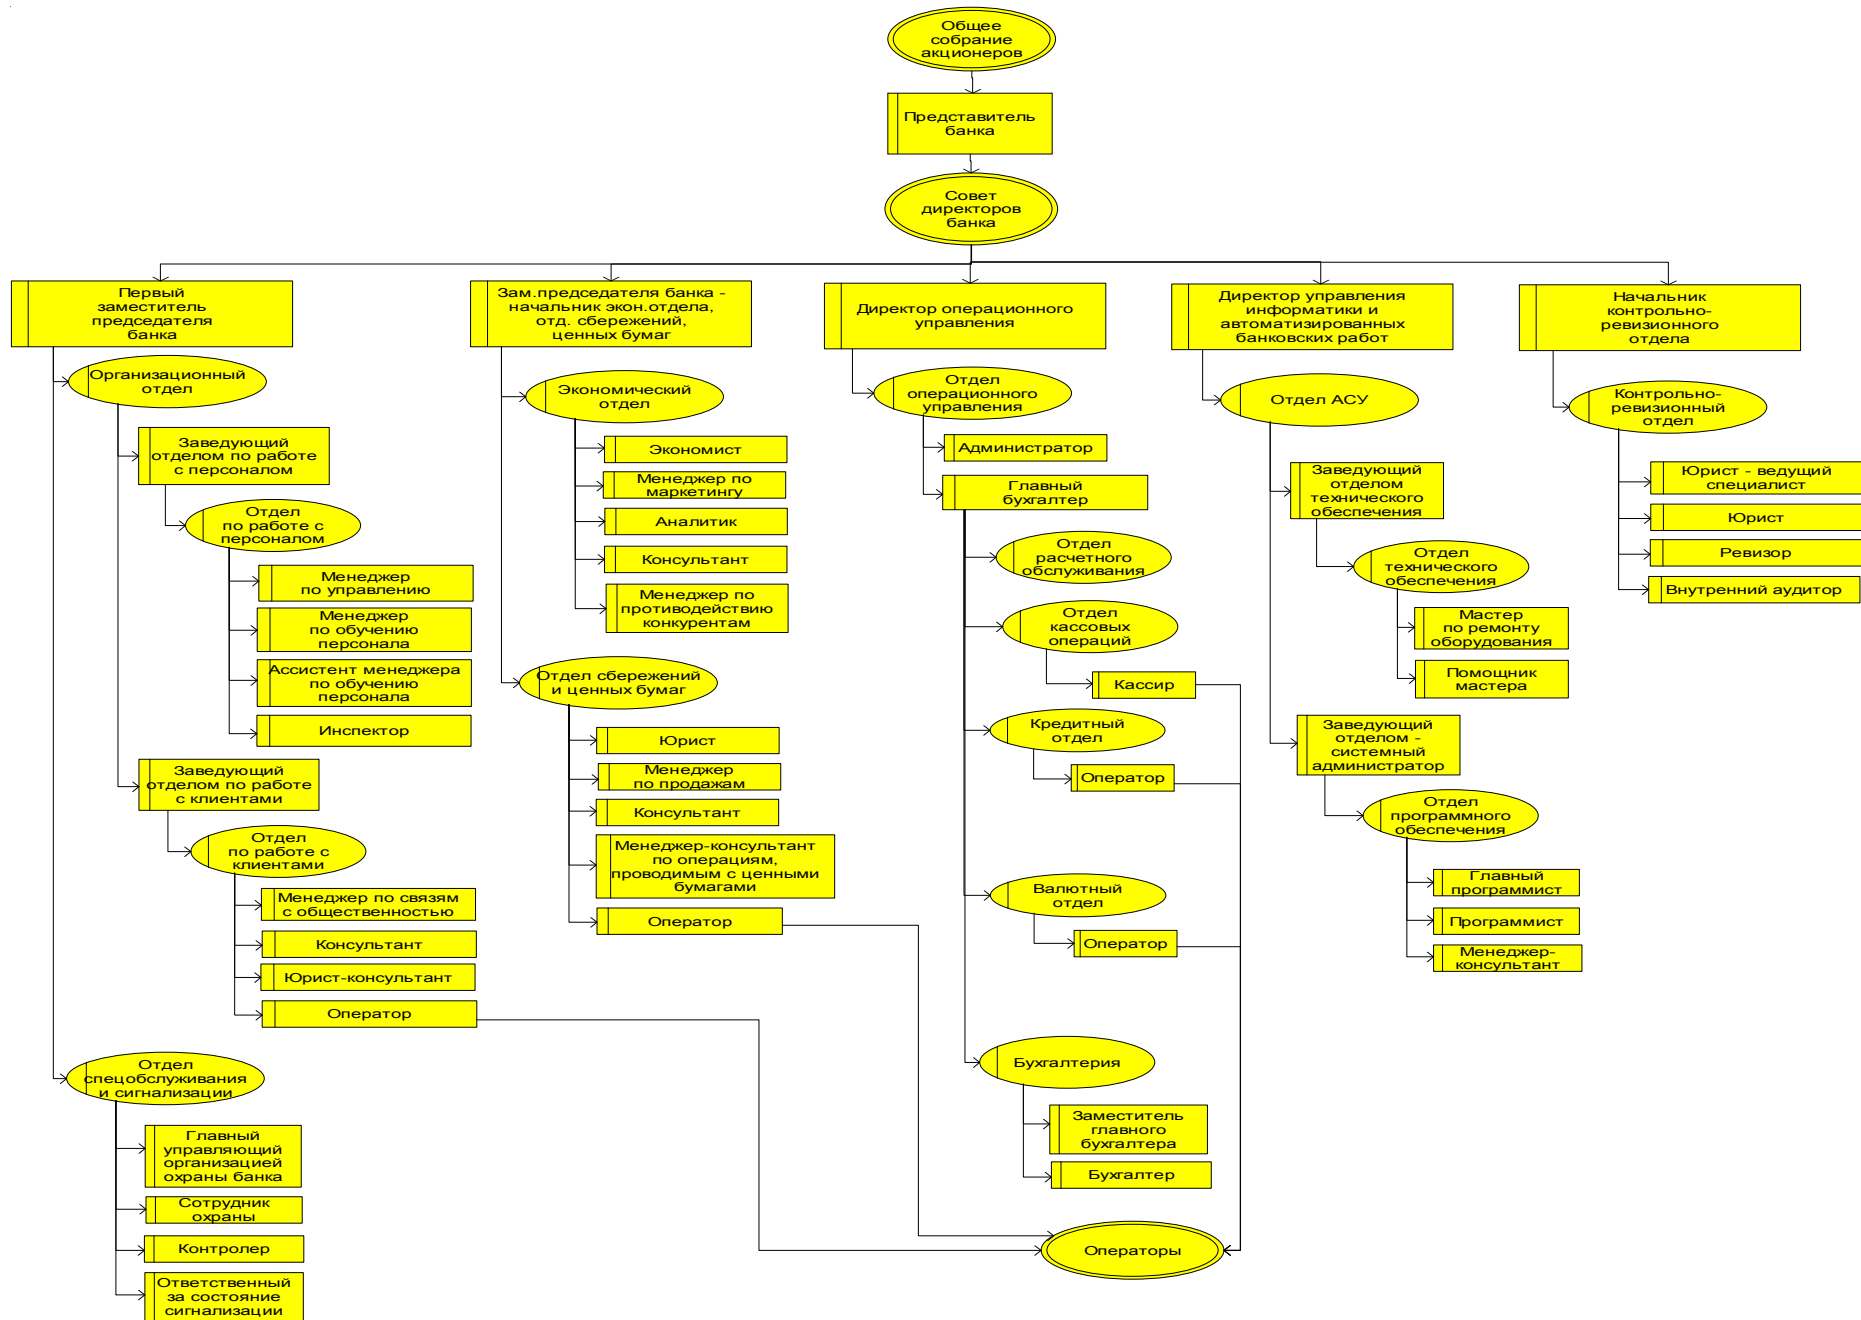 Общее
собрание
акционеров
Представитель
банка
Совет
директоров
банка
Первый
заместитель
председателя
банка
Организационный
отдел
Заведующий
отделом по работе
с персоналом
Отдел
по работе с
персоналом
Менеджер
по управлению
Менеджер
по обучению
персонала
Ассистент менеджера
по обучению
персонала
Инспектор
Заведующий
отделом по работе
с клиентами
Отдел
по работе с
клиентами
Менеджер по связям
с общественностью
Консультант
Юрист-консультант
Оператор
Отдел
спецобслуживания
и сигнализации
Главный
управляющий
организацией
охраны банка
Сотрудник
охраны
Контролер
Ответственный
за состояние
сигнализации
Зам.председателя банка -
начальник экон.отдела,
отд. сбережений,
ценных бумаг
Экономический
отдел
Экономист
Менеджер по
маркетингу
Аналитик
Консультант
Менеджер по
противодействию
конкурентам
Отдел сбережений
и ценных бумаг
Юрист
Менеджер
по продажам
Консультант
Менеджер-консультант
по операциям,
проводимым с ценными
бумагами
Оператор
Директор операционного
управления
Отдел
операционного
управления
Администратор
Главный
бухгалтер
Отдел
расчетного
обслуживания
Отдел
кассовых
операций
Кассир
Кредитный
отдел
Оператор
Валютный
отдел
Оператор
Бухгалтерия
Заместитель
главного
бухгалтера
Бухгалтер
Операторы
Директор управления
информатики и
автоматизированных
банковских работ
Отдел АСУ
Заведующий
отделом
технического
обеспечения
Отдел
технического
обеспечения
Мастер
по ремонту
оборудования
Помощник
мастера
Заведующий
отделом -
системный
администратор
Отдел
программного
обеспечения
Главный
программист
Программист
Менеджер-
консультант
Начальник
контрольно-
ревизионного
отдела
Контрольно-
ревизионный
отдел
Юрист - ведущий
специалист
Юрист
Ревизор
Внутренний аудитор